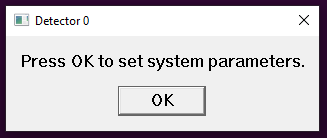 Detector 0
Press OK to set system parameters.
OK